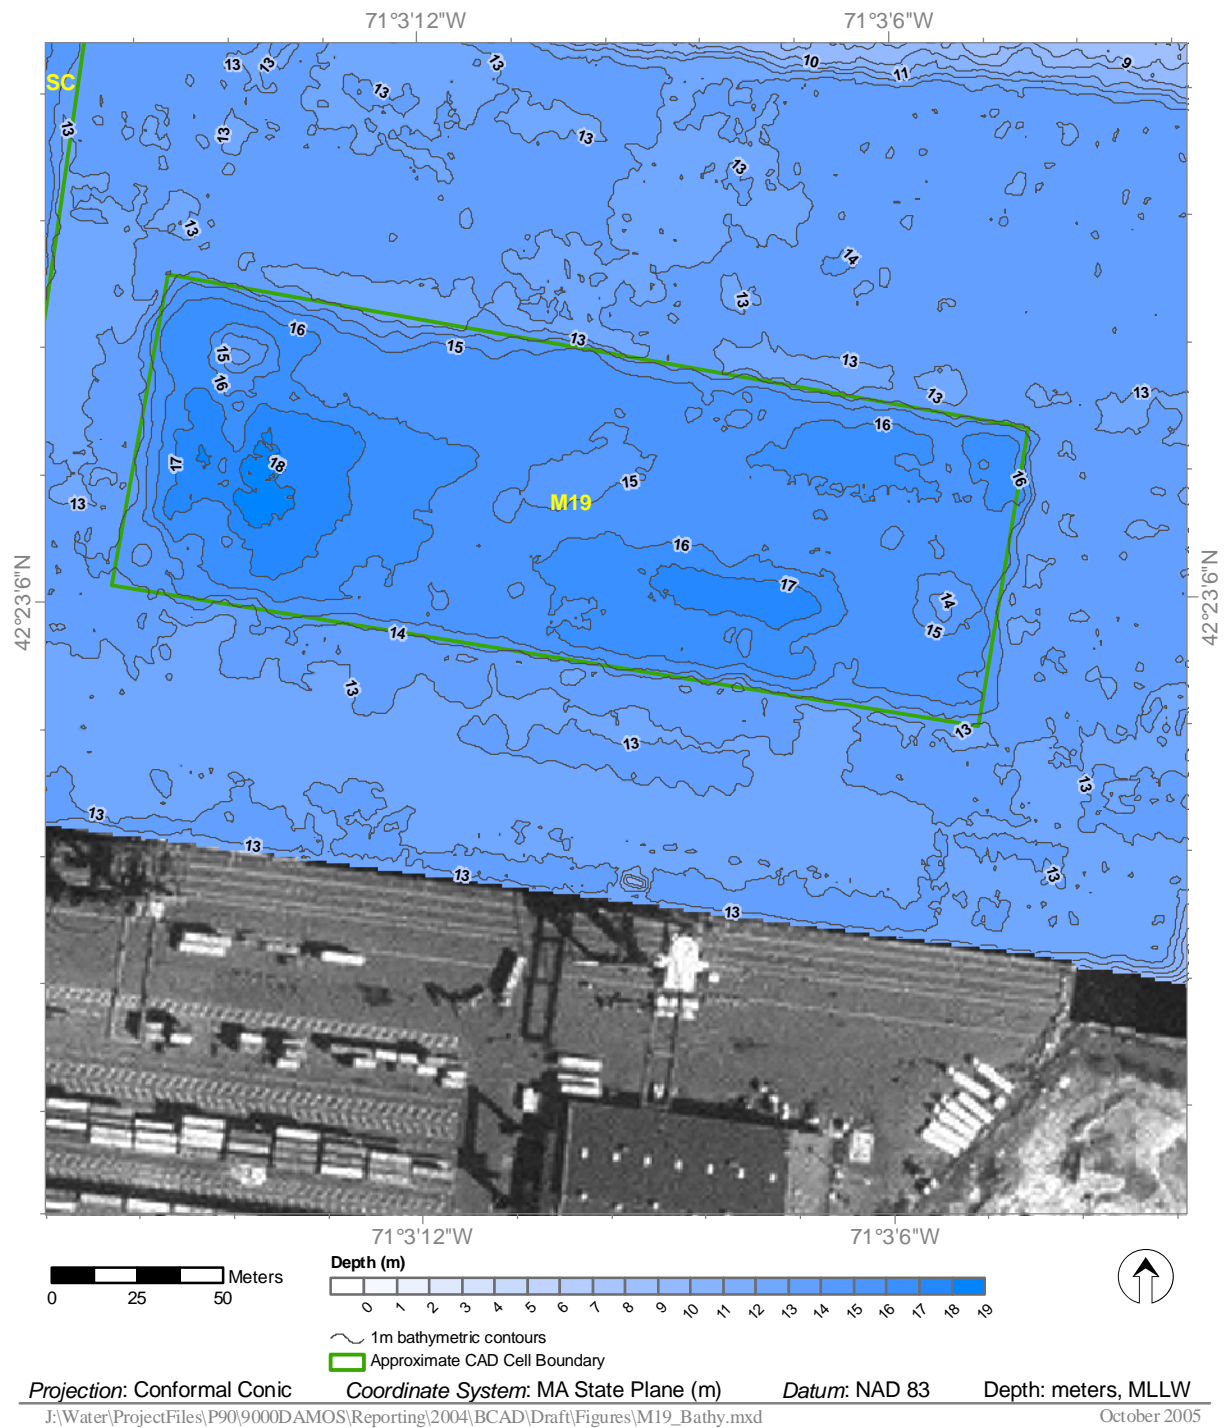 71°3'12"W 71°3'6"W
SC
13 13 13 10 9
11
13
13 13 13
13
13
14
13
16 13
15 15
13
16 13 13
16
17 18 16
15
13 M19
16
17
14
15
42°23'6"N 42°23'6"N
14
13
13 13
13
13
13
13 13
13
71°3'12"W 71°3'6"W
Depth (m)
Meters
0 25 50
0 1 2 3 4 5 6 7 8 9 10 11 12 13 14 15 16 17 18 19
1m bathymetric contours
Approximate CAD Cell Boundary
Projection: Conformal Conic Coordinate System: MA State Plane (m) Datum: NAD 83 Depth: meters, MLLW
J:\Water\ProjectFiles\P90\9000DAMOS\Reporting\2004\BCAD\Draft\Figures\M19_Bathy.mxd October 2005